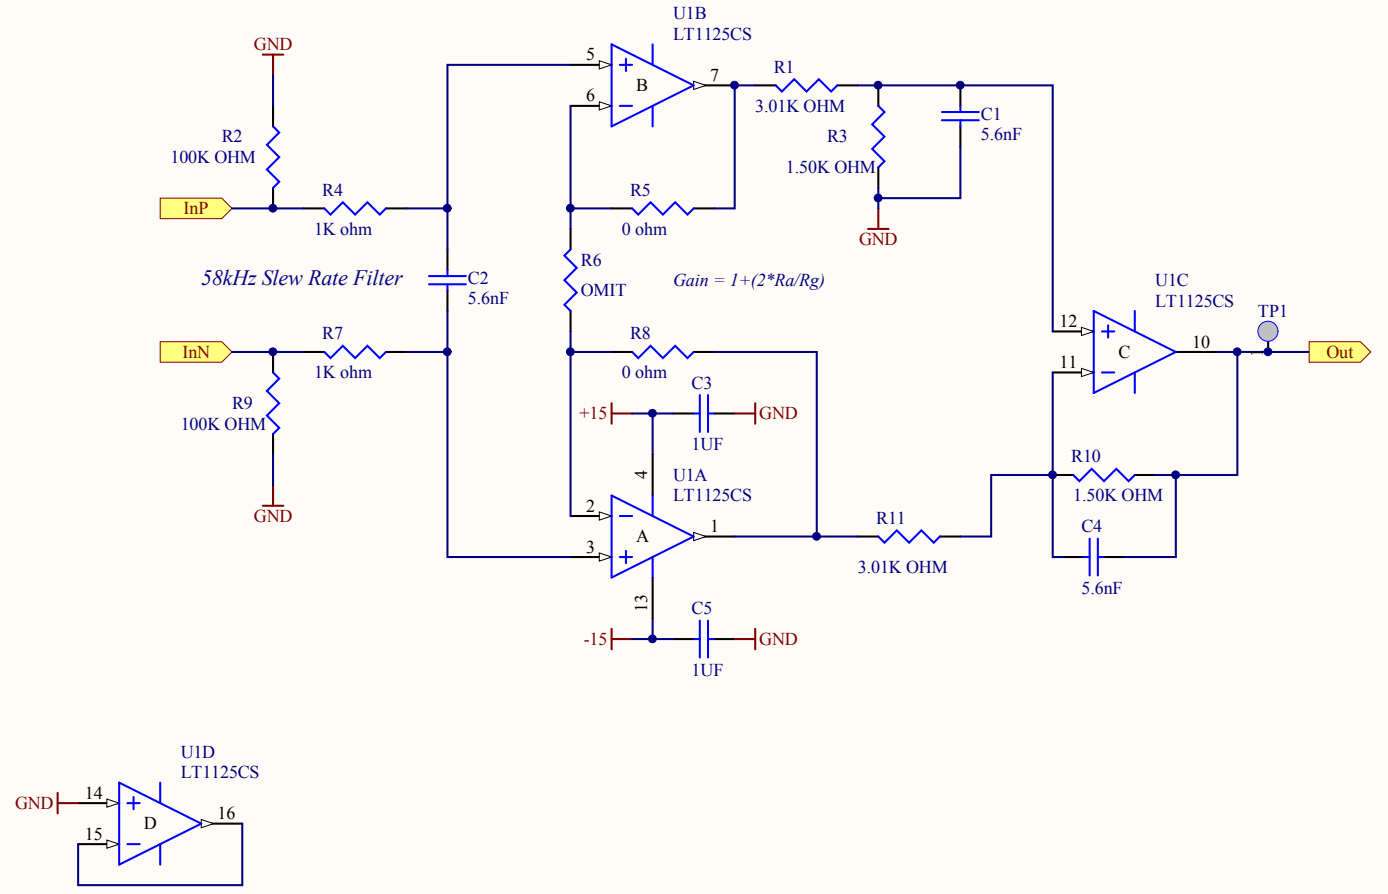 U1B
LT1125CS
GND
5
6
B
7
R1
3.01K OHM
R3
1.50K OHM
C1
5.6nF
GND
R2
100K OHM
InP
R4
1K ohm
R5
0 ohm
58kHz Slew Rate Filter
C2
5.6nF
R6
OMIT
Gain = 1+(2*Ra/Rg)
U1C
LT1125CS
TP1
12
11
C
10
Out
InN
R7
1K ohm
R8
0 ohm
R9
100K OHM
GND
C3
+15
GND
1UF
4
U1A
LT1125CS
2
3
A
1
R11
3.01K OHM
R10
1.50K OHM
C4
5.6nF
13
C5
-15
GND
1UF
U1D
LT1125CS
GND
14
15
D
16